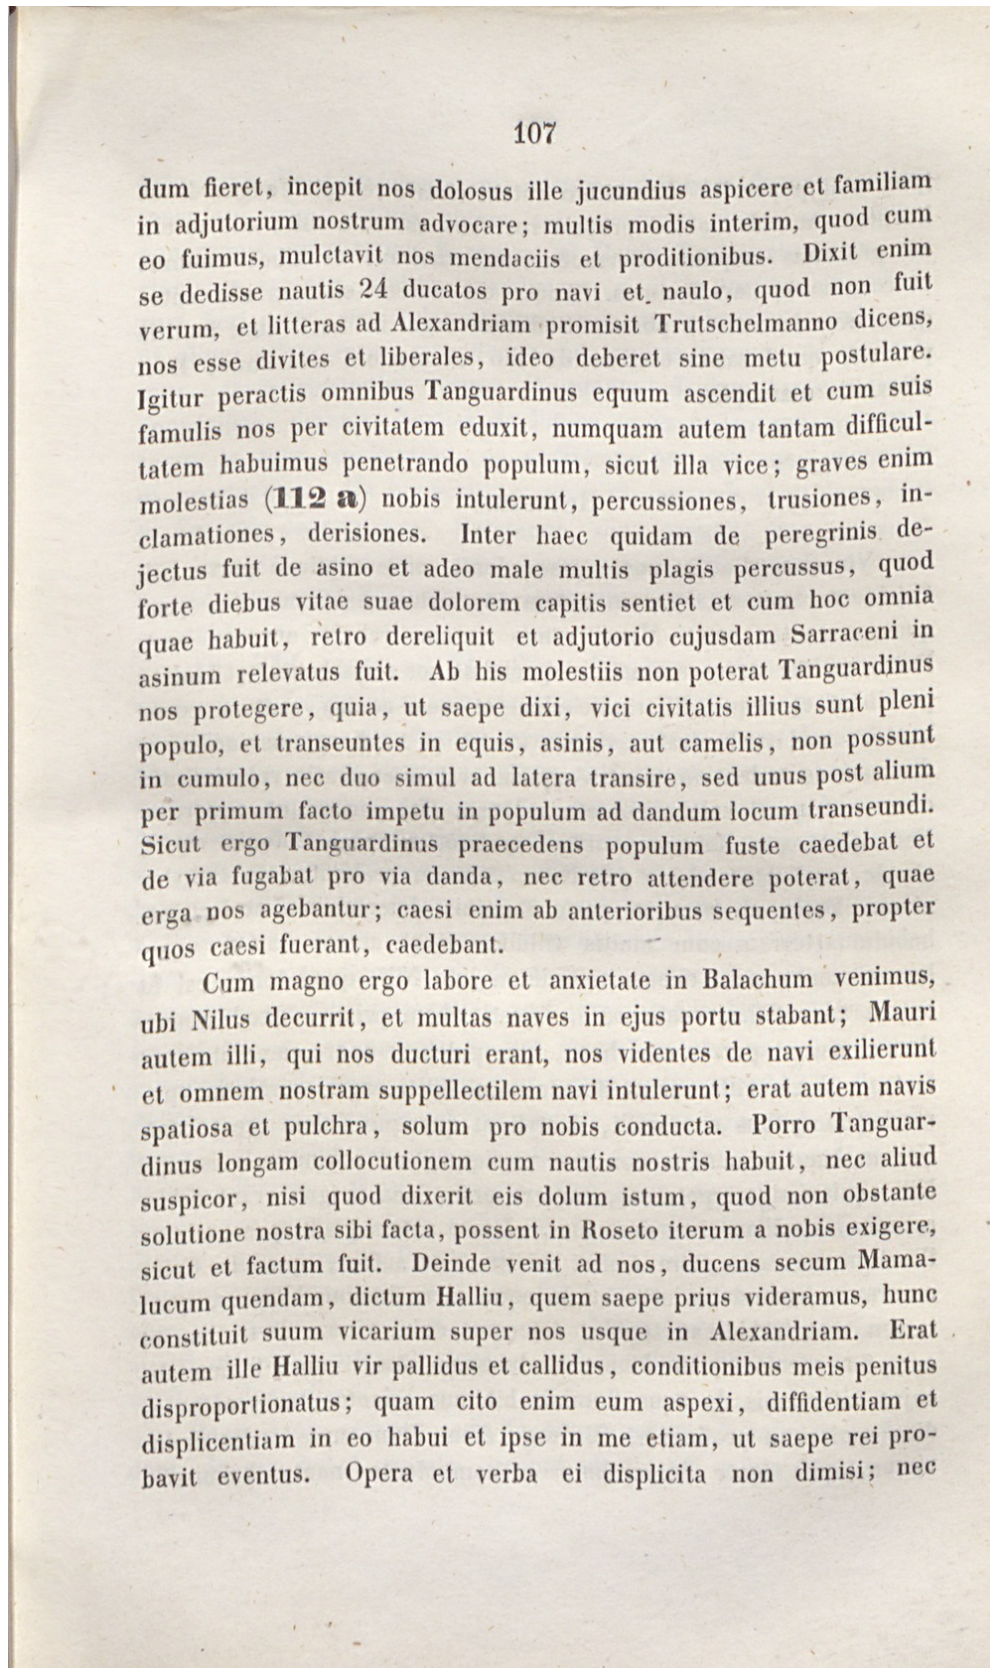 107
dum fieret, incepit nos dolosus ille jucundius aspicere et familiam
in adjutorium nostrum advocare; multis modis interim, quod cum
eo fuimus, mulctavit nos mendaciis et proditionibus. Dixit enim
se dedisse nautis 24 ducatos pro navi et naulo, quod non fuit
verum, et litteras ad Alexandriam promisit Trutschelmanno dicens,
nos esse divites et liberales, ideo deberet sine metu postulare.
Igitur peractis omnibus Tanguardinus equum ascendit et cum suis
famulis nos per civitatem eduxit, numquam autem tantam difficul-
tatem habuimus penetrando populum, sicut illa vice; graves enim
molestias (112 a) nobis intulerunt, percussiones, trusiones, in-
clamationes, derisiones. Inter haec quidam de peregrinis de-
jectus fuit de asino et adeo male multis plagis percussus, quod
forte diebus vitae suae dolorem capitis sentiet et cum hoc omnia
quae habuit, retro dereliquit et adjutorio cujusdam Sarraceni in
asinum relevatus fuit. Ab his molestiis non poterat Tanguardinus
nos protegere, quia, ut saepe dixi, vici civitatis illius sunt pleni
populo, et transeuntes in equis, asinis, aut camelis, non possunt
in cumulo, nec duo simul ad latera transire, sed unus post alium
per primum facto impetu in populum ad dandum locum transeundi.
Sicut ergo Tanguardinus praecedens populum fuste caedebat et
de via fugabat pro via danda, nec retro attendere poterat, quae
erga nos agebantur; caesi enim ab anterioribus sequentes, propter
quos caesi fuerant, caedebant.
Cum magno ergo labore et anxietate in Balachum venimus,
ubi Nilus decurrit, et multas naves in ejus portu stabant; Mauri
autem illi, qui nos ducturi erant, nos videntes de navi exilierunt
et omnem nostram suppellectilem navi intulerunt; erat autem navis
spatiosa et pulchra, solum pro nobis conducta. Porro Tanguar-
dinus longam collocutionem cum nautis nostris habuit, nec aliud
suspicor, nisi quod dixerit eis dolum istum, quod non obstante
solutione nostra sibi facta, possent in Roseto iterum a nobis exigere,
sicut et factum fuit. Deinde venit ad nos, ducens secum Mama-
lucum quendam, dictum Halliu, quem saepe prius videramus, hunc
constituit suum vicarium super nos usque in Alexandriam. Erat
autem ille Halliu vir pallidus et callidus, conditionibus meis penitus
disproportionatus; quam cito enim eum aspexi, diffidentiam et
displicentiam in eo habui et ipse in me etiam, ut saepe rei pro-
bavit eventus. Opera et verba ei displicita non dimisi; nec